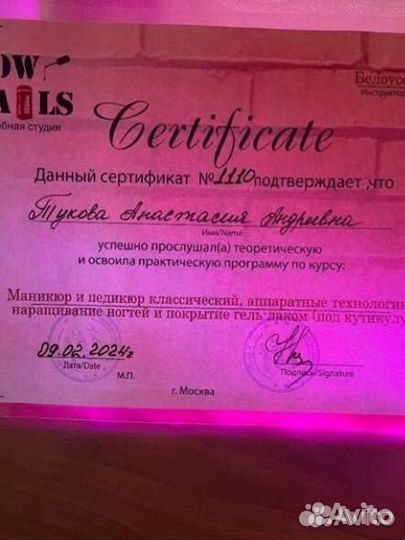 OW
AILS
бная студия
Белоусо
Инструктор
Certificate
Данный сертификат №1110 подтверждает ,что
Тукова Анастасия Андреевна
Имя/Name
успешно прослушал(а) теоретическую
и освоила практическую программу по курсу:
Маникюр и педикюр классический, аппаратные технологии
наращивание ногтей и покрытие гель лаком (под кутикулу
09.02.2024г
Дата/Date
Подпись/Signature
М.П.
г. Москва
Avito